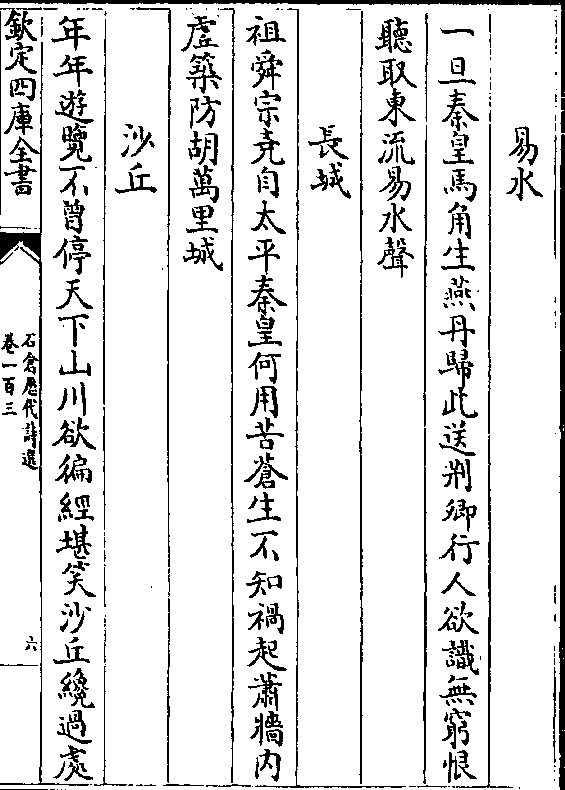 易水
一旦秦皇馬角生燕丹歸此送荆卿行人欲識無窮恨
聽取東流易水聲
長城
祖舜宗堯自太平秦皇何用苦蒼生不知禍起蕭牆内
虚築防胡萬里城
沙丘
年年遊覽不曾停天下山川欲徧經堪笑沙丘纔過處
欽定四庫全書
石倉歷代詩選
卷一百三
六